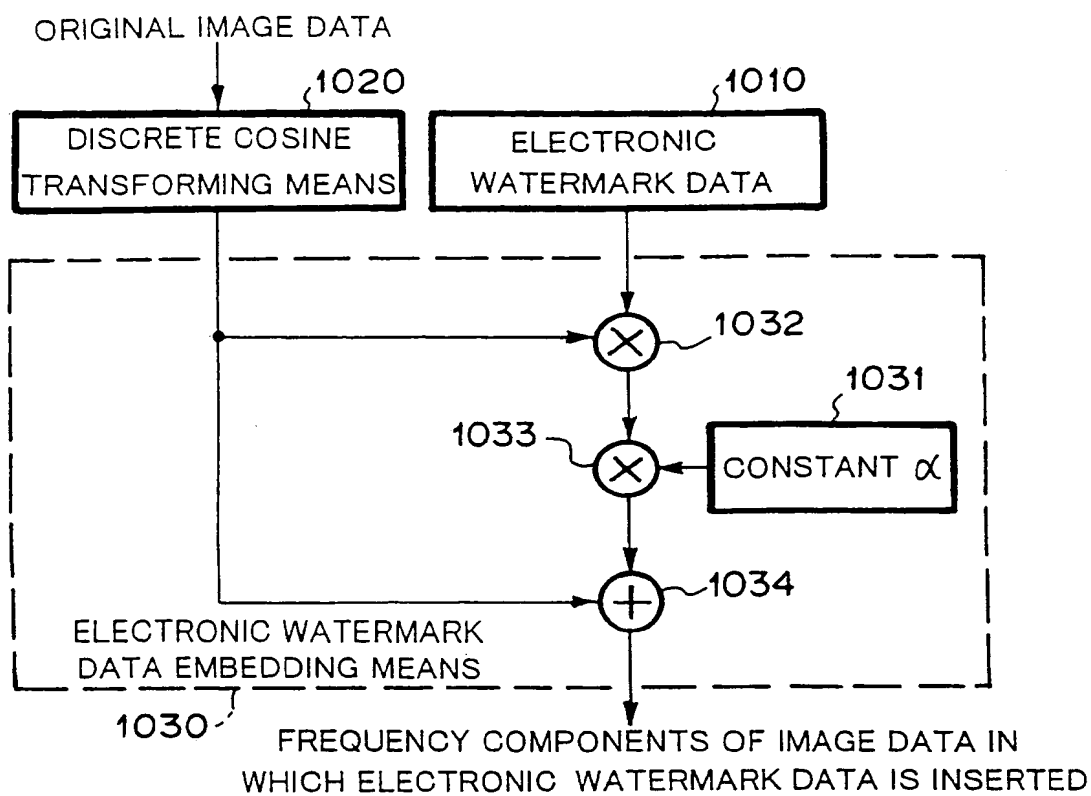 ORIGINAL IMAGE DATA
1020
1010
DISCRETE COSINE
TRANSFORMING MEANS
ELECTRONIC
WATERMARK DATA
1032
1031
1033
CONSTANT α
1034
ELECTRONIC WATERMARK
DATA EMBEDDING MEANS
1030
FREQUENCY COMPONENTS OF IMAGE DATA IN
WHICH ELECTRONIC WATERMARK DATA IS INSERTED